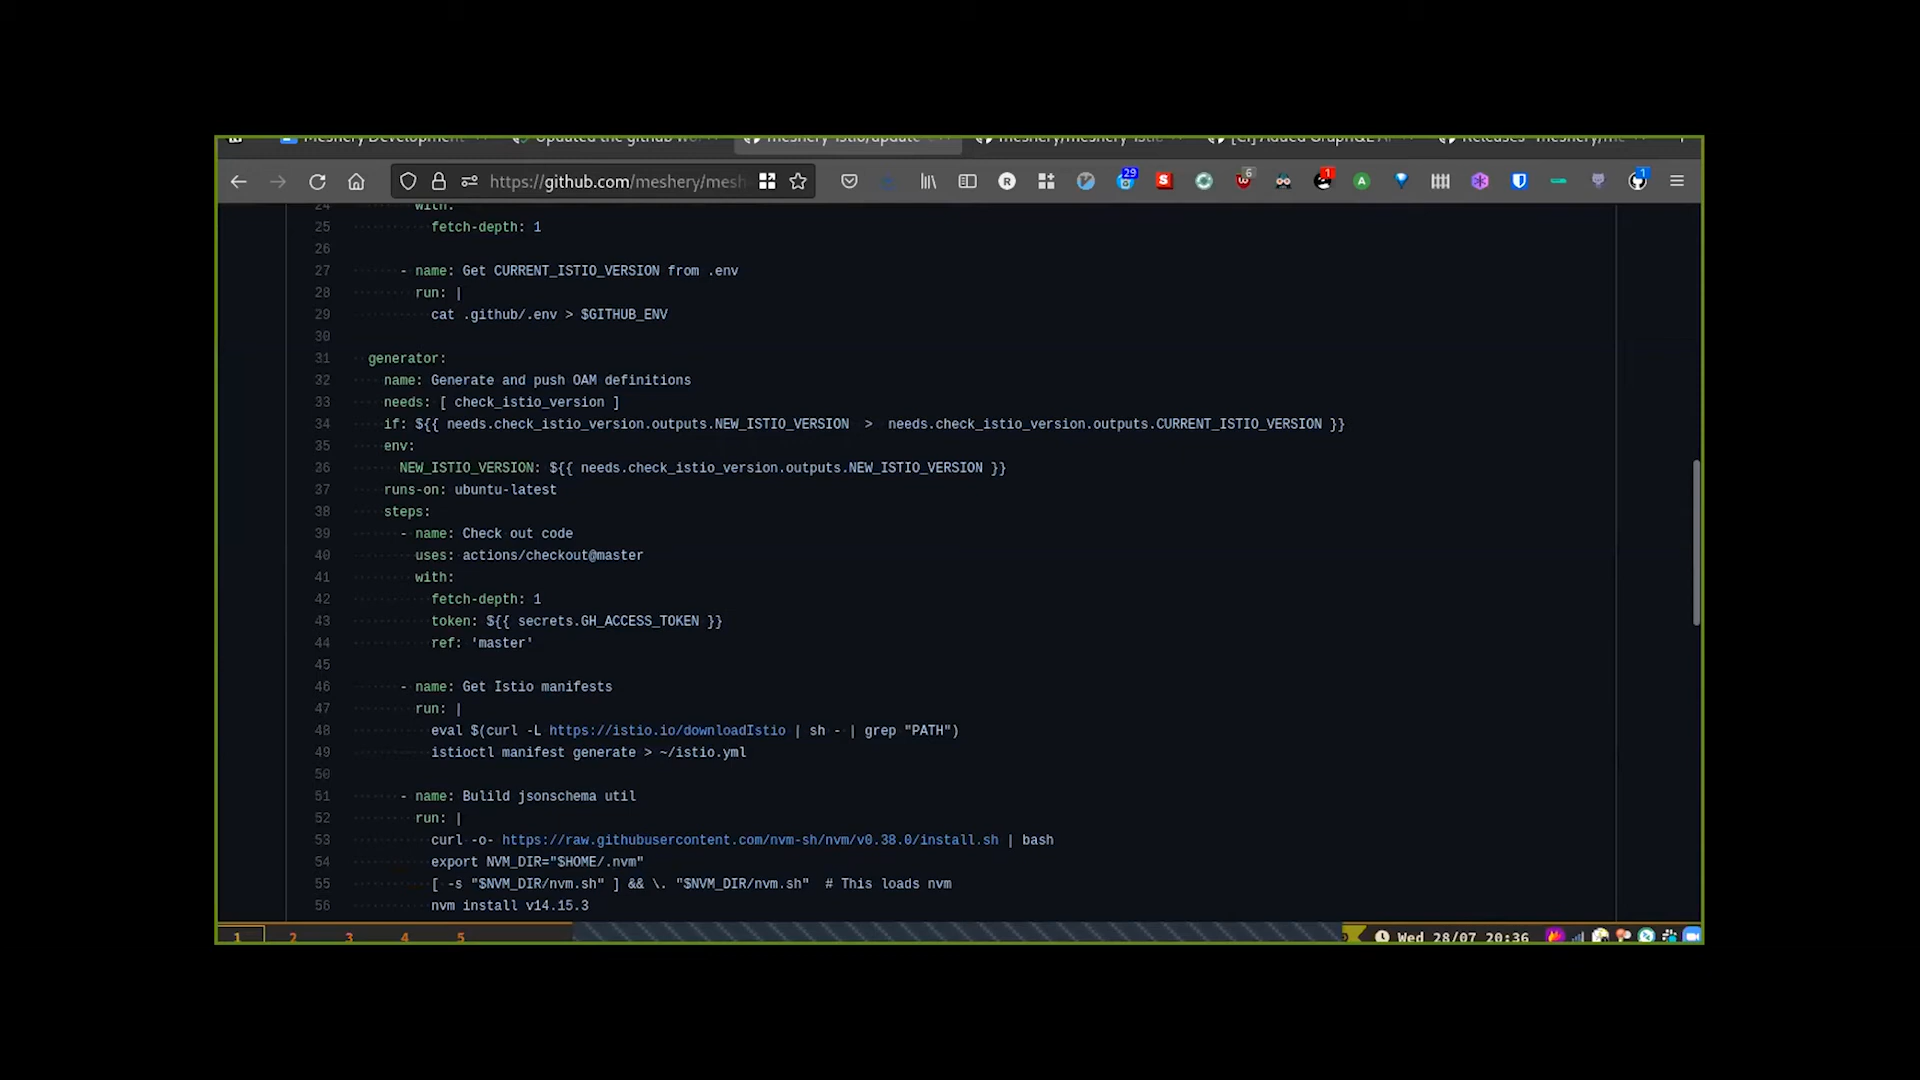 https://github.com/meshery/mesh
29
6
1
1
24 with:
25 fetch-depth: 1
26
27 - name: Get CURRENT_ISTIO_VERSION from .env
28 run: |
29 cat .github/.env > $GITHUB_ENV
30
31 generator:
32 name: Generate and push OAM definitions
33 needs: [ check_istio_version ]
34 if: ${{ needs.check_istio_version.outputs.NEW_ISTIO_VERSION > needs.check_istio_version.outputs.CURRENT_ISTIO_VERSION }}
35 env:
36 NEW_ISTIO_VERSION: ${{ needs.check_istio_version.outputs.NEW_ISTIO_VERSION }}
37 runs-on: ubuntu-latest
38 steps:
39 - name: Check out code
40 uses: actions/checkout@master
41 with:
42 fetch-depth: 1
43 token: ${{ secrets.GH_ACCESS_TOKEN }}
44 ref: 'master'
45
46 - name: Get Istio manifests
47 run: |
48 eval $(curl -L https://istio.io/downloadIstio | sh - | grep "PATH")
49 istioctl manifest generate > ~/istio.yml
50
51 - name: Bulild jsonschema util
52 run: |
53 curl -o- https://raw.githubusercontent.com/nvm-sh/nvm/v0.38.0/install.sh | bash
54 export NVM_DIR="$HOME/.nvm"
55 [ -s "$NVM_DIR/nvm.sh" ] && \. "$NVM_DIR/nvm.sh" # This loads nvm
56 nvm install v14.15.3
1 2 3 4 5 Wed 28/07 20:36